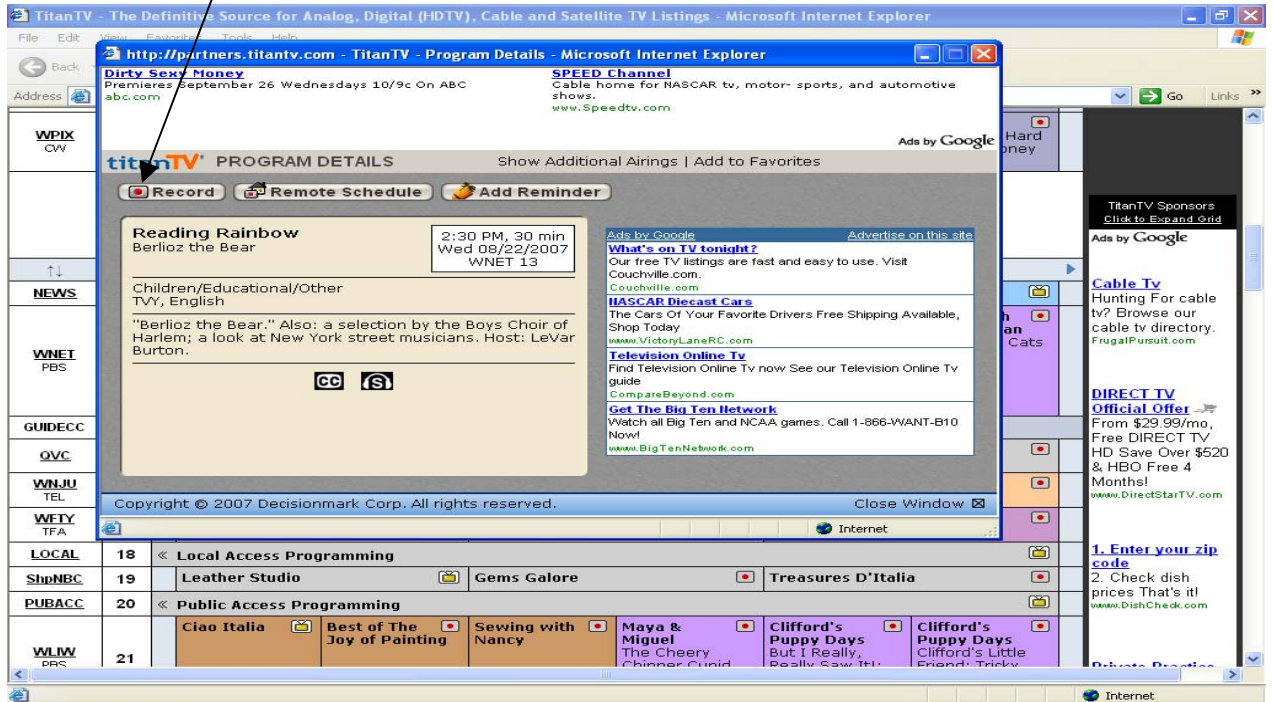 TitanTV - The Definitive Source for Analog, Digital (HDTV), Cable and Satellite TV Listings - Microsoft Internet Explorer
File Edit View Favorites Tools Help
Back
Address
Go Links »
http://partners.titantv.com - TitanTV - Program Details - Microsoft Internet Explorer
Dirty Sexy Money
Premieres September 26 Wednesdays 10/9c On ABC
abc.com
SPEED Channel
Cable home for NASCAR tv, motor- sports, and automotive
shows.
www.Speedtv.com
Ads by Google
titanTV PROGRAM DETAILS
Show Additional Airings | Add to Favorites
Record
Remote Schedule
Add Reminder
Reading Rainbow
Berlioz the Bear
2:30 PM, 30 min
Wed 08/22/2007
WNET 13
Children/Educational/Other
TVY, English
"Berlioz the Bear." Also: a selection by the Boys Choir of
Harlem; a look at New York street musicians. Host: LeVar
Burton.
CC S
Ads by Google Advertise on this site
What's on TV tonight?
Our free TV listings are fast and easy to use. Visit
Couchville.com.
Couchville.com
NASCAR Diecast Cars
The Cars Of Your Favorite Drivers Free Shipping Available,
Shop Today
www.VictoryLaneRC.com
Television Online Tv
Find Television Online Tv now See our Television Online Tv
guide
CompareBeyond.com
Get The Big Ten Network
Watch all Big Ten and NCAA games. Call 1-866-WANT-B10
Now!
www.BigTenNetwork.com
Copyright © 2007 Decisionmark Corp. All rights reserved.
Close Window
Internet
WPIX
CW
Hard
NEWS
WNET
PBS
Cats
GUIDECC
QVC
WNJU
TEL
WFTY
TFA
LOCAL 18 « Local Access Programming
ShpNBC 19 Leather Studio Gems Galore Treasures D'Italia
PUBACC 20 « Public Access Programming
WLIW
PBS
21
Ciao Italia
Best of The
Joy of Painting
Sewing with
Nancy
Maya &
Miguel
The Cheery
Chipper Cupid
Clifford's
Puppy Days
But I Really,
Really Saw It!;
Clifford's
Puppy Days
Clifford's Little
Friend; Tricky
TitanTV Sponsors
Click to Expand Grid
Ads by Google
Cable Tv
Hunting For cable
tv? Browse our
cable tv directory.
FrugalPursuit.com
DIRECT TV
Official Offer
From $29.99/mo,
Free DIRECT TV
HD Save Over $520
& HBO Free 4
Months!
www.DirectStarTV.com
1. Enter your zip
code
2. Check dish
prices That's it!
www.DishCheck.com
Private Practice
Internet